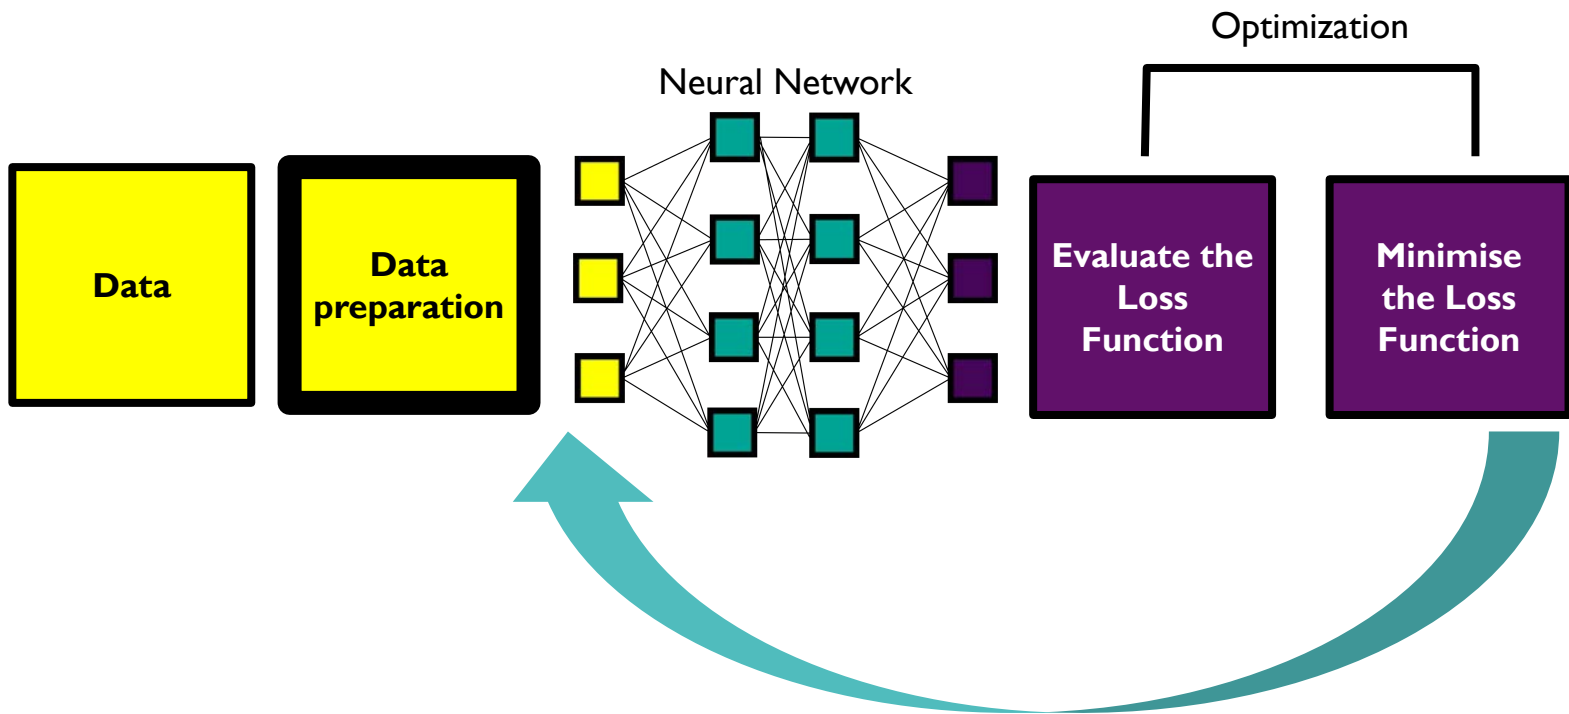 Optimization
Neural Network
Data
Data
preparation
Evaluate the
Loss
Function
Minimise
the Loss
Function